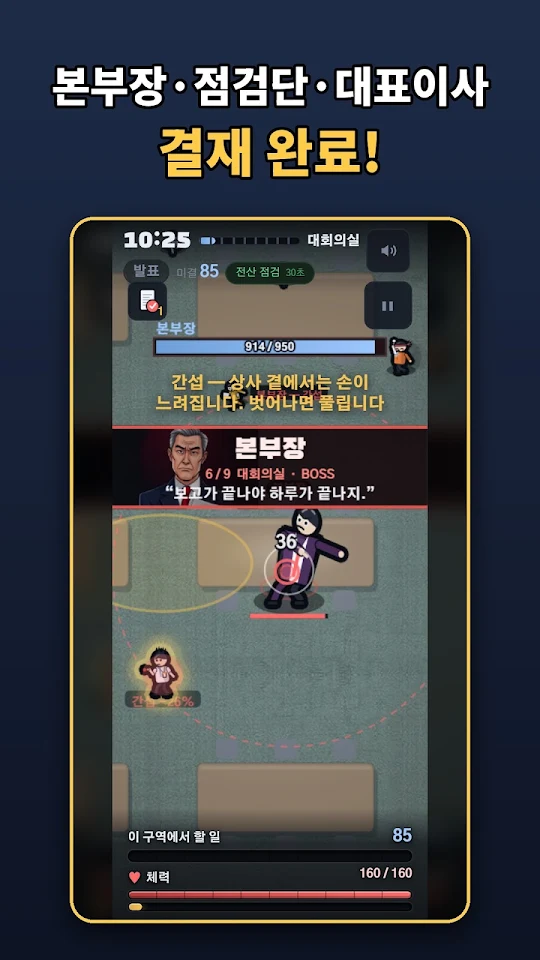 본부장·점검단·대표이사
결재 완료!
10:25
대회의실
발표
미결 85
전산 점검 30초
1
본부장
914 / 950
간섭 — 상사 곁에서는 손이
느려집니다. 벗어나면 풀립니다
본부장
6 / 9 대회의실 · BOSS
“보고가 끝나야 하루가 끝나지.”
36
간섭
이 구역에서 할 일
85
체력
160 / 160